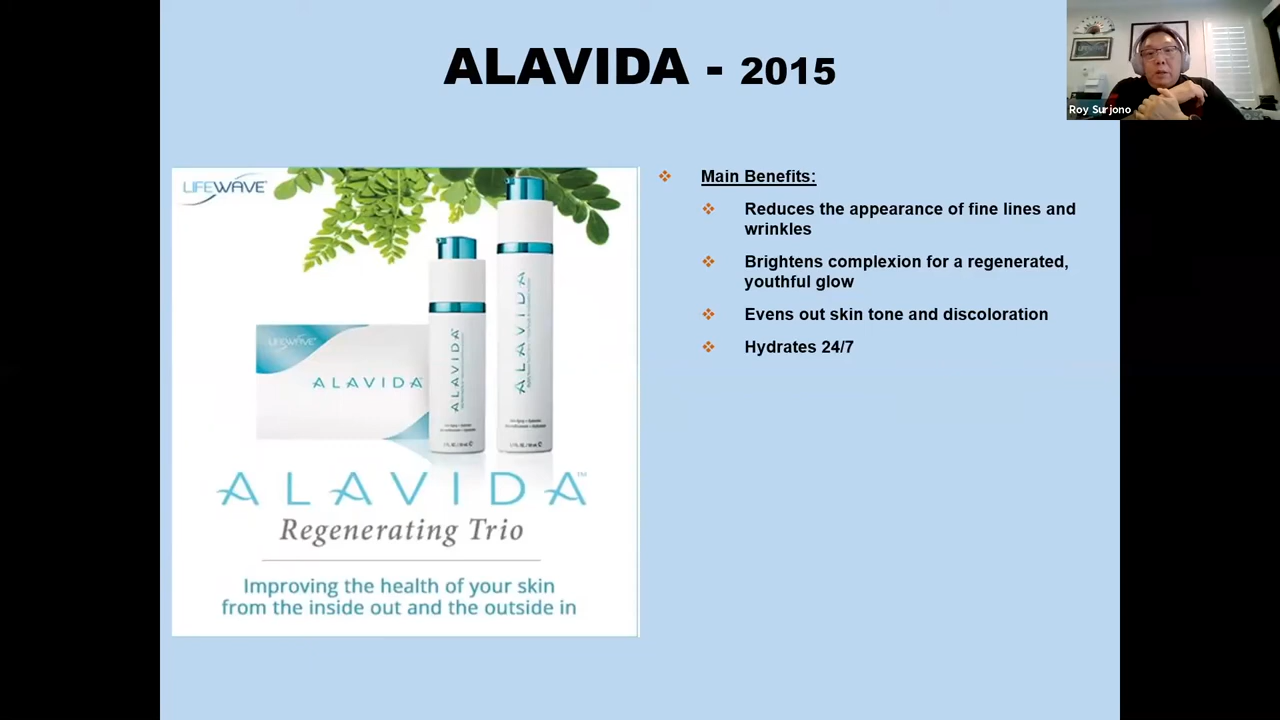 ALAVIDA - 2015
Roy Surjono
LIFEWAVE
Main Benefits:
Reduces the appearance of fine lines and
wrinkles
Brightens complexion for a regenerated,
youthful glow
Evens out skin tone and discoloration
Hydrates 24/7
LIFEWAVE
ALAVIDA
ALAVIDA
ALAVIDA
ALAVIDA™
Regenerating Trio
Improving the health of your skin
from the inside out and the outside in